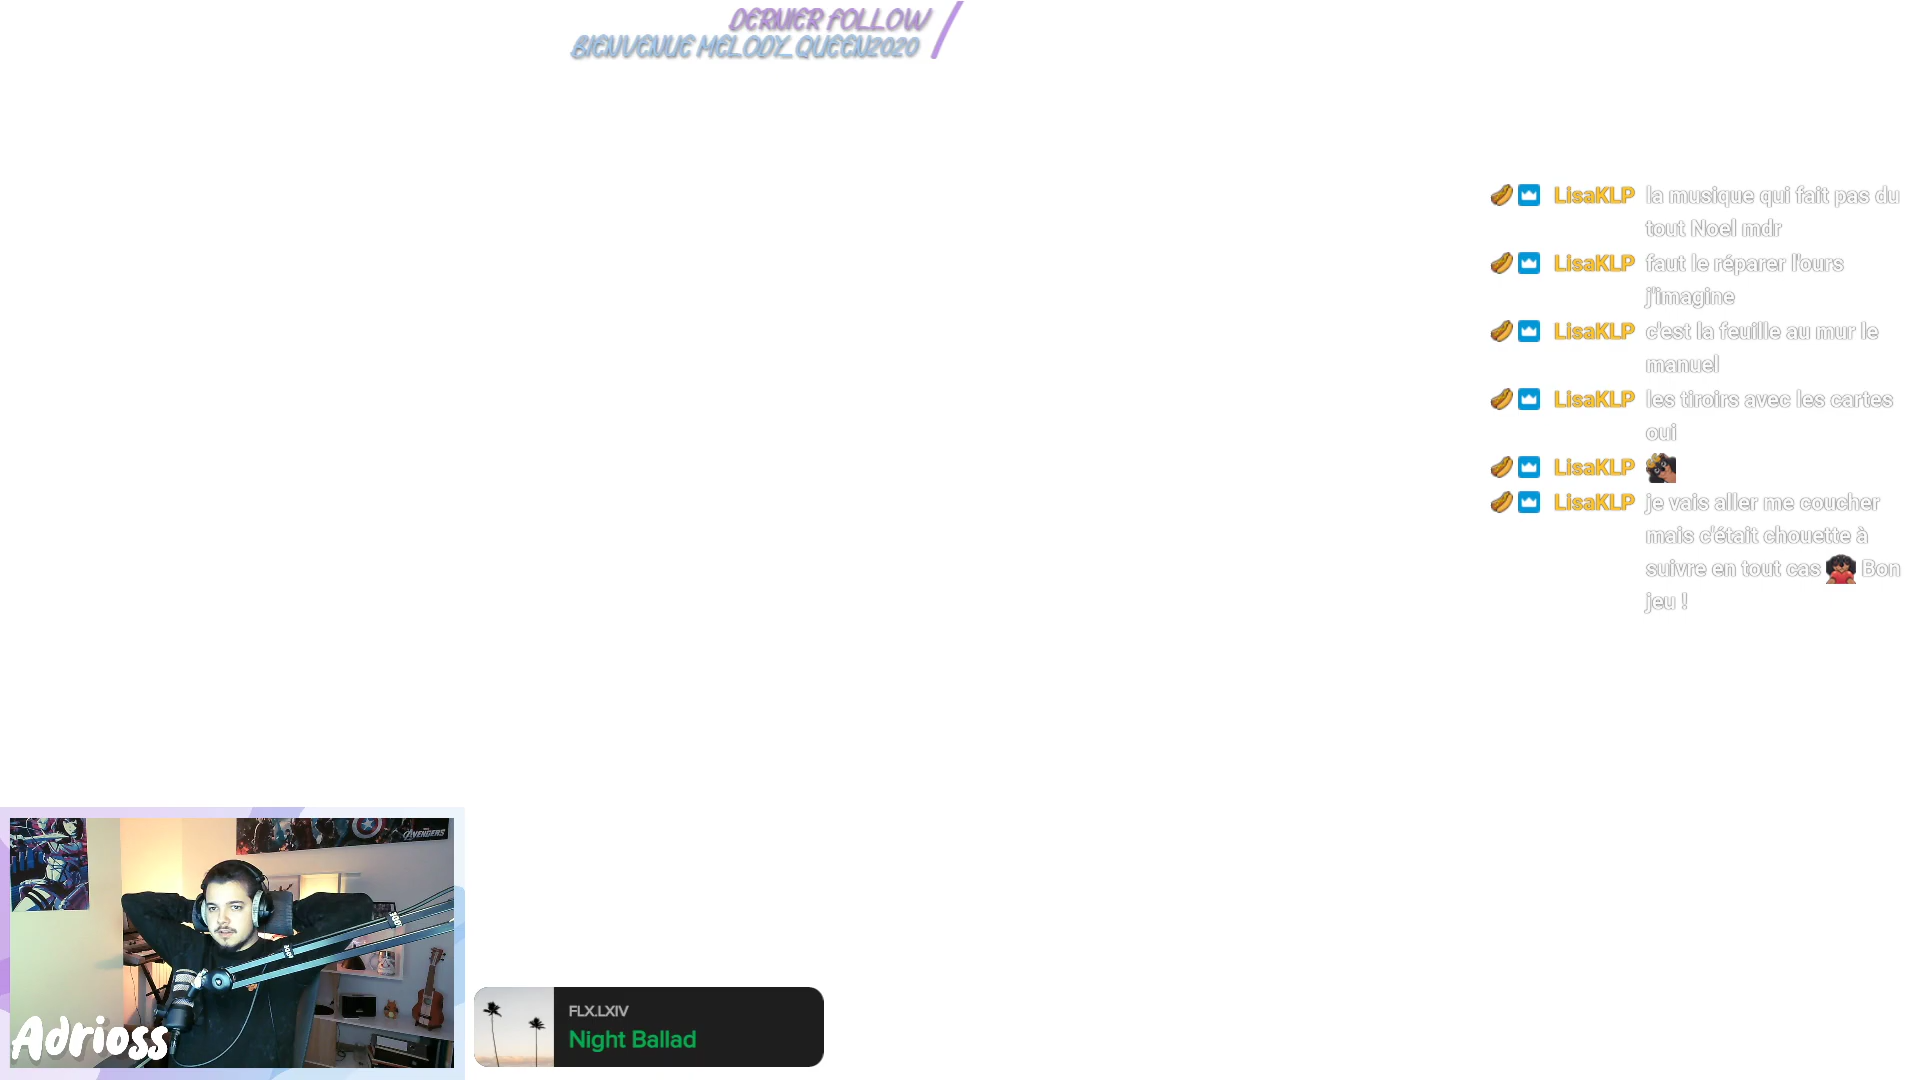 DERNIER FOLLOW
BIENVENUE MELODY_QUEEN2020
LisaKLP la musique qui fait pas du
tout Noel mdr
LisaKLP faut le réparer l'ours
j'imagine
LisaKLP c'est la feuille au mur le
manuel
LisaKLP les tiroirs avec les cartes
oui
LisaKLP
LisaKLP je vais aller me coucher
mais c'était chouette à
suivre en tout cas Bon
jeu !
AVENGERS
Adrioss
FLX.LXIV
Night Ballad